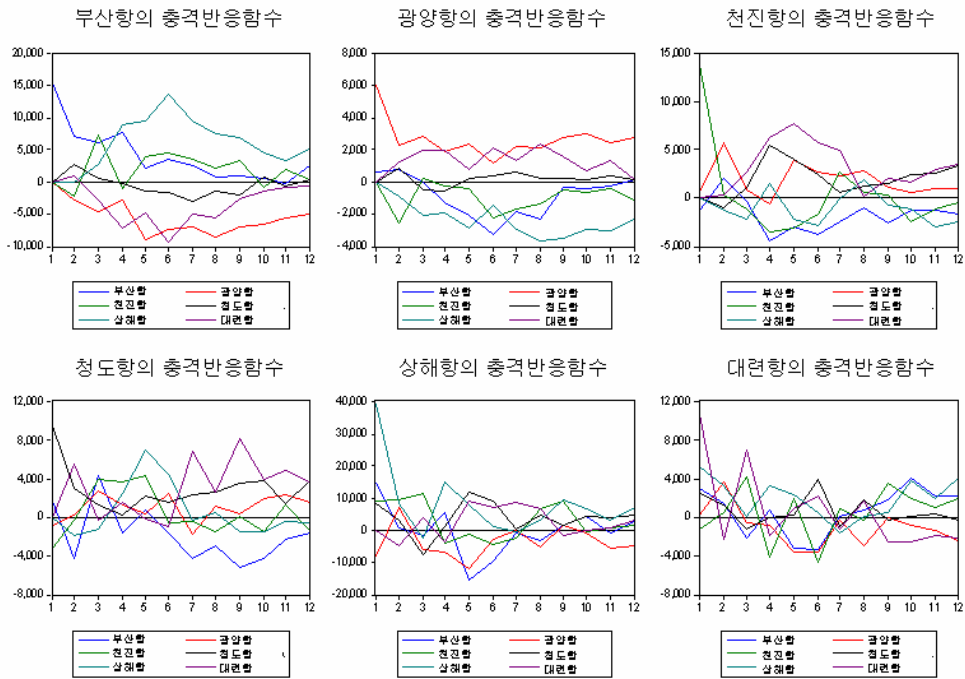 부산항의 충격반응함수
20,000
15,000
10,000
5,000
0
-5,000
-10,000
1 2 3 4 5 6 7 8 9 10 11 12
부산항 광양항
천진항 청도항
상해항 대련항
광양항의 충격반응함수
8,000
6,000
4,000
2,000
0
-2,000
-4,000
1 2 3 4 5 6 7 8 9 10 11 12
부산항 광양항
천진항 청도항
상해항 대련항
천진항의 충격반응함수
15,000
10,000
5,000
0
-5,000
1 2 3 4 5 6 7 8 9 10 11 12
부산항 광양항
천진항 청도항
상해항 대련항
청도항의 충격반응함수
12,000
8,000
4,000
0
-4,000
-8,000
1 2 3 4 5 6 7 8 9 10 11 12
부산항 광양항
천진항 청도항
상해항 대련항
상해항의 충격반응함수
40,000
30,000
20,000
10,000
0
-10,000
-20,000
1 2 3 4 5 6 7 8 9 10 11 12
부산항 광양항
천진항 청도항
상해항 대련항
대련항의 충격반응함수
12,000
8,000
4,000
0
-4,000
-8,000
1 2 3 4 5 6 7 8 9 10 11 12
부산항 광양항
천진항 청도항
상해항 대련항